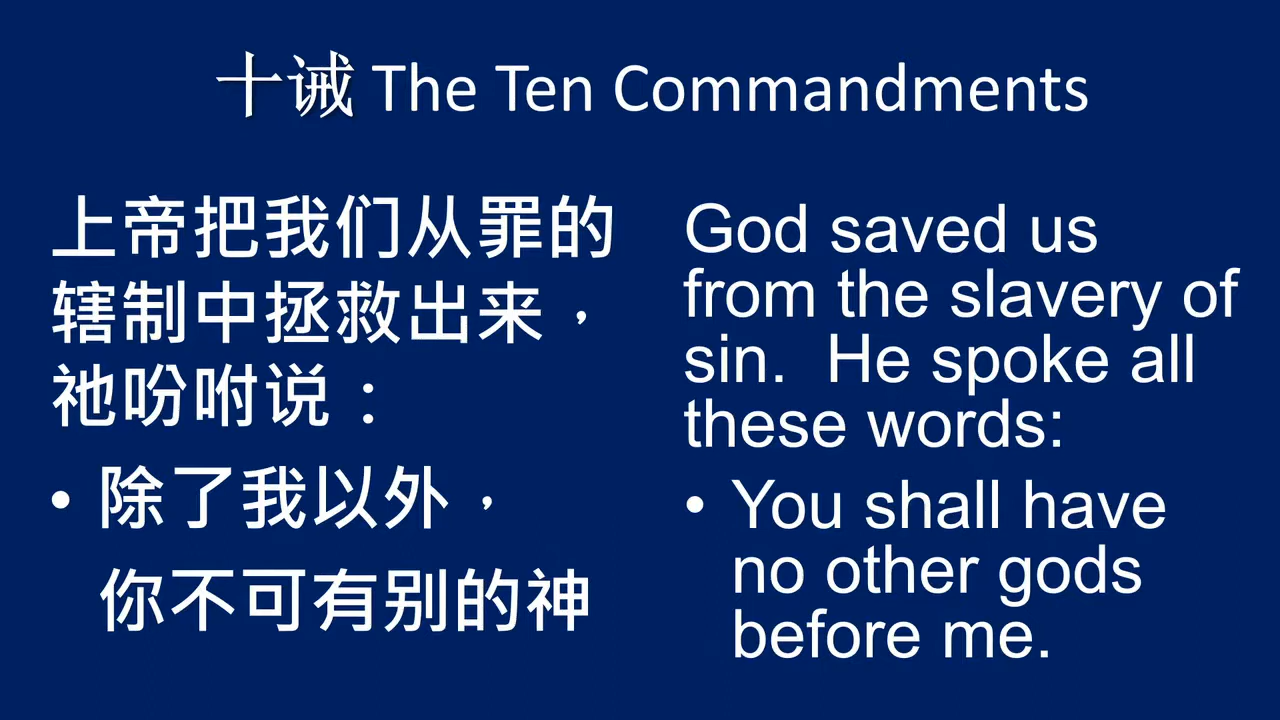 十诫 The Ten Commandments
上帝把我们从罪的
辖制中拯救出来，
祂吩咐说：
• 除了我以外，
你不可有别的神
God saved us
from the slavery of
sin.  He spoke all
these words:
• You shall have
no other gods
before me.